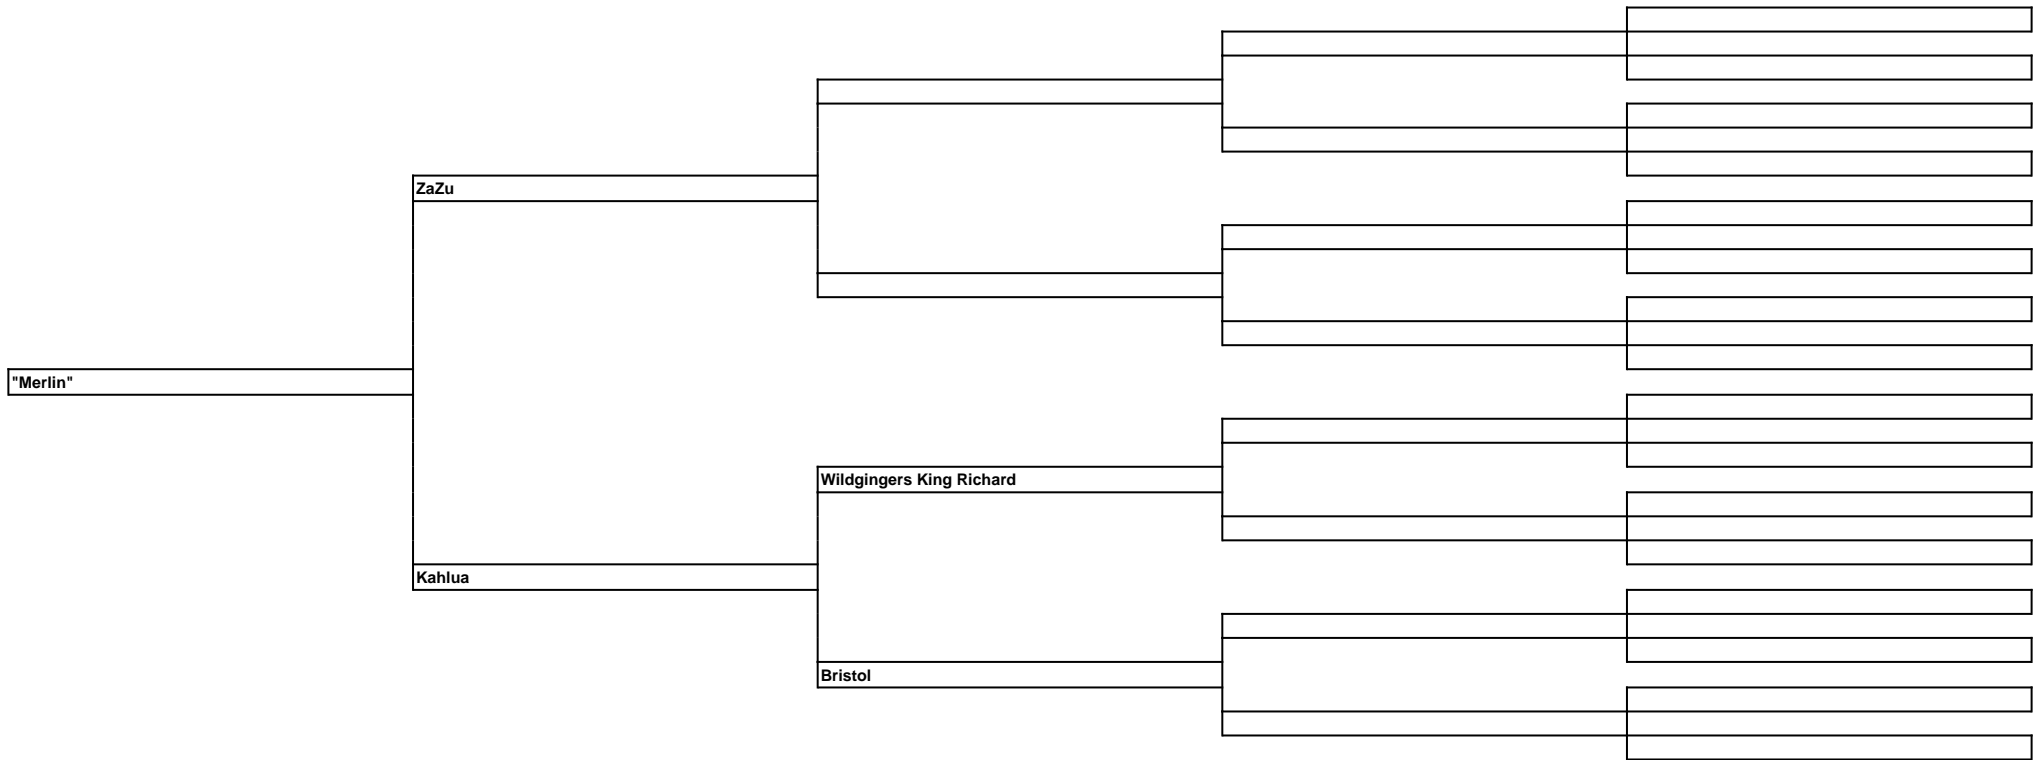 ZaZu
"Merlin"
Wildgingers King Richard
Kahlua
Bristol